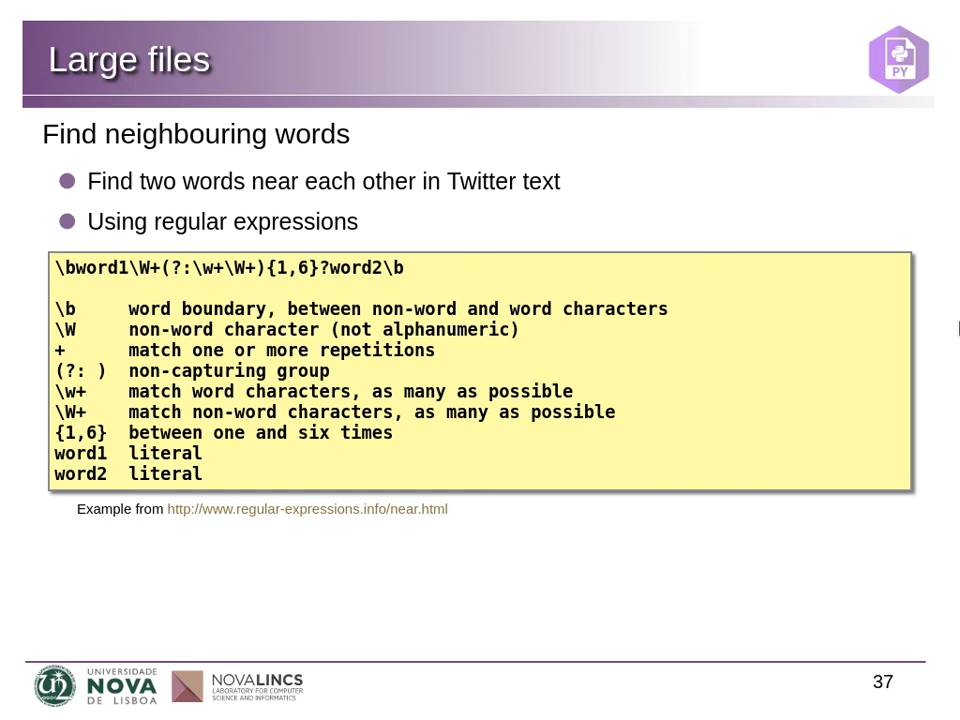 Large files
PY
Find neighbouring words
Find two words near each other in Twitter text
Using regular expressions
\bword1\W+(?:\w+\W+){1,6}?word2\b
\b     word boundary, between non-word and word characters
\W     non-word character (not alphanumeric)
+      match one or more repetitions
(?: )  non-capturing group
\w+    match word characters, as many as possible
\W+    match non-word characters, as many as possible
{1,6}  between one and six times
word1  literal
word2  literal
Example from http://www.regular-expressions.info/near.html
UNIVERSIDADE
NOVA
DE LISBOA
NOVALINCS
LABORATORY FOR COMPUTER
SCIENCE AND INFORMATICS
37